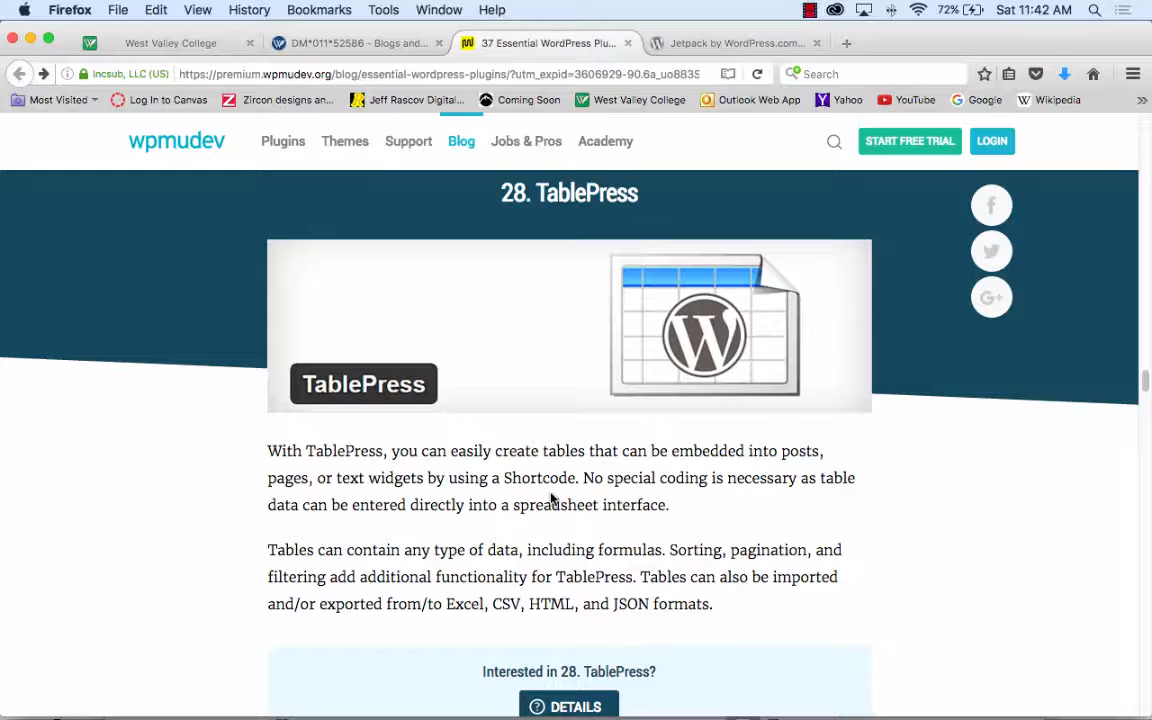 Firefox File Edit View History Bookmarks Tools Window Help 72% Sat 11:42 AM
West Valley College DM*011*52586 - Blogs and... 37 Essential WordPress Plu... Jetpack by WordPress.com...
Incsub, LLC (US) https://premium.wpmudev.org/blog/essential-wordpress-plugins/?utm_expid=3606929-90.6a_uo883S Search
Most Visited Log In to Canvas Zircon designs an... Jeff Rascov Digital... Coming Soon West Valley College Outlook Web App Yahoo YouTube Google Wikipedia
wpmudev Plugins Themes Support Blog Jobs & Pros Academy START FREE TRIAL LOGIN
28. TablePress
TablePress
With TablePress, you can easily create tables that can be embedded into posts,
pages, or text widgets by using a Shortcode. No special coding is necessary as table
data can be entered directly into a spreadsheet interface.
Tables can contain any type of data, including formulas. Sorting, pagination, and
filtering add additional functionality for TablePress. Tables can also be imported
and/or exported from/to Excel, CSV, HTML, and JSON formats.
Interested in 28. TablePress?
DETAILS